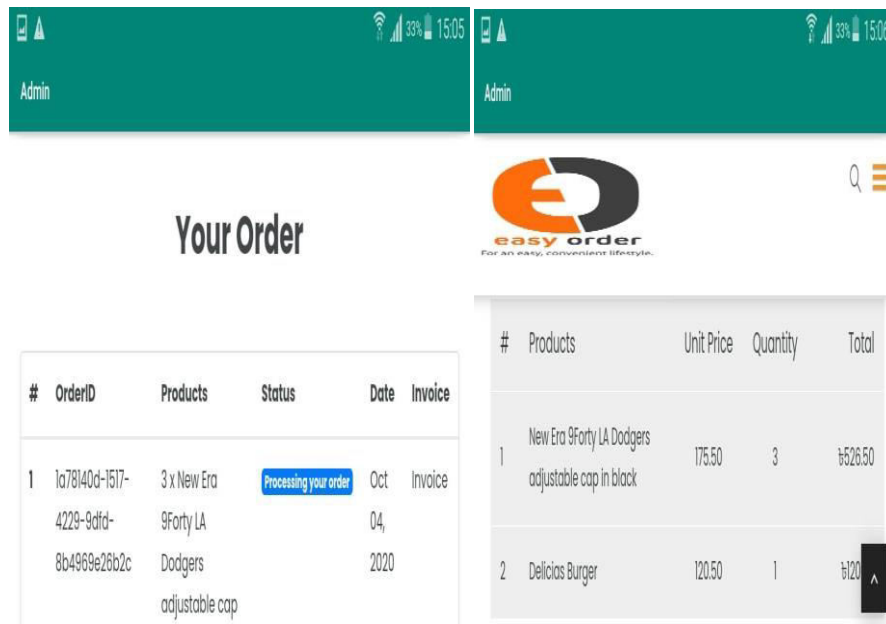 33% 15:05
Admin
Your Order
# OrderID Products Status Date Invoice
1 1a78140d-1517- 3 x New Era Processing your order Oct Invoice
4229-9dfd- 9Forty LA 04,
8b4969e26b2c Dodgers 2020
adjustable cap
33% 15:06
Admin
easy order
For an easy, convenient lifestyle.
# Products Unit Price Quantity Total
New Era 9Forty LA Dodgers
1 175.50 3 ৳526.50
adjustable cap in black
2 Delicias Burger 120.50 1 ৳120